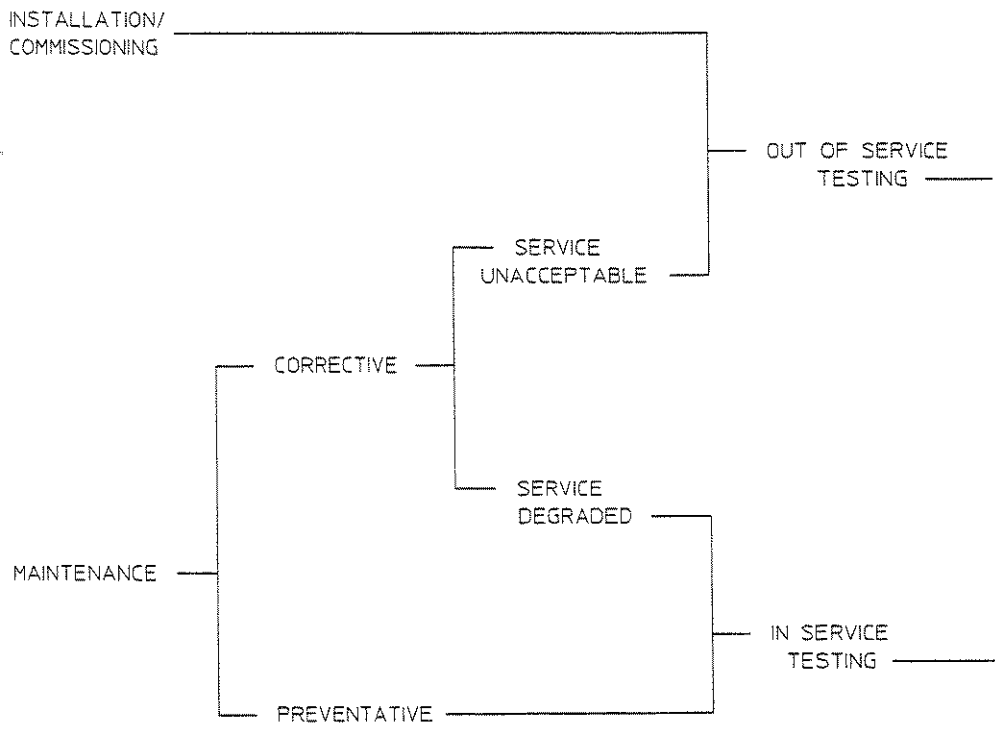 INSTALLATION/
COMMISSIONING
OUT OF SERVICE
TESTING
SERVICE
UNACCEPTABLE
CORRECTIVE
SERVICE
DEGRADED
MAINTENANCE
IN SERVICE
TESTING
PREVENTATIVE